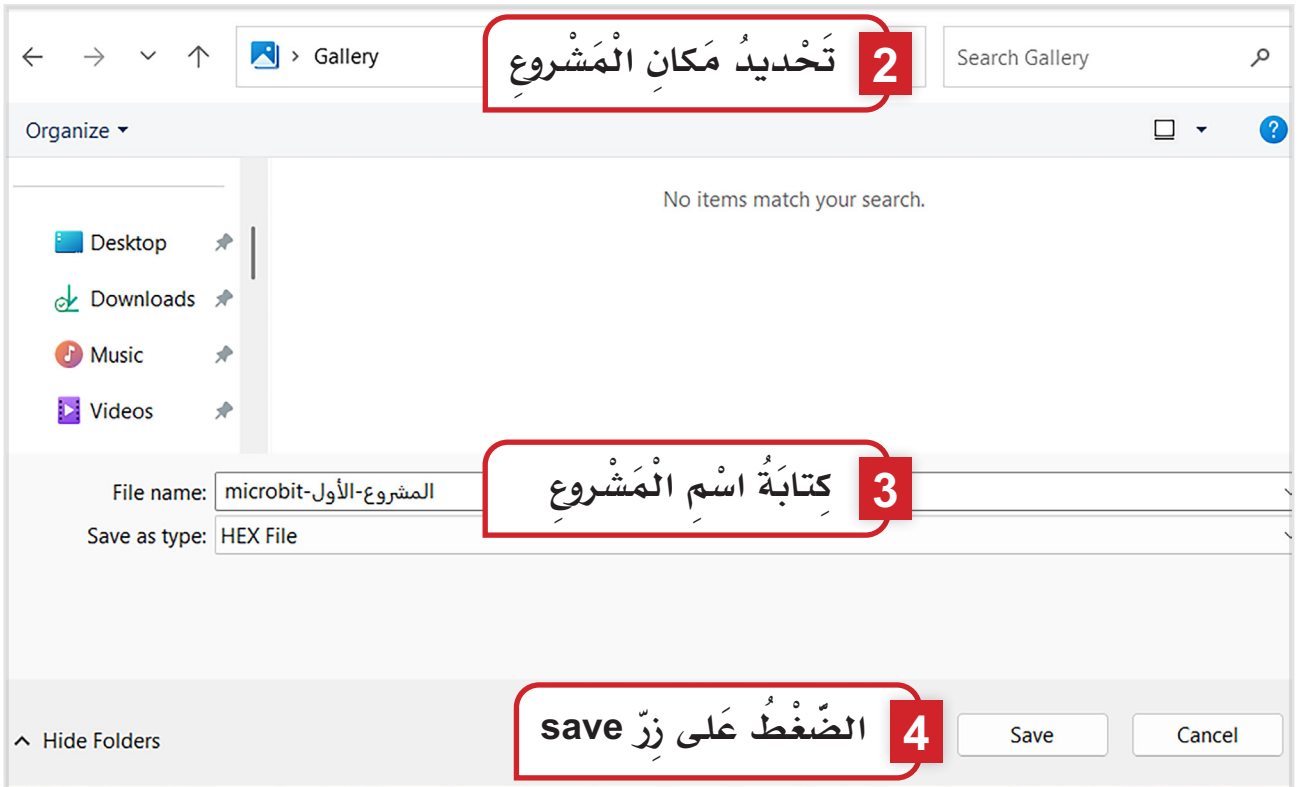 Gallery
2 تَحْديدُ مَكانِ الْمَشْروعِ
Search Gallery
Organize
?
No items match your search.
Desktop
Downloads
Music
Videos
File name: microbit-المشروع-الأول
3 كِتابَةُ اسْمِ الْمَشْروعِ
Save as type: HEX File
Hide Folders
4 الضَّغْطُ عَلى زِرّ save
Save
Cancel